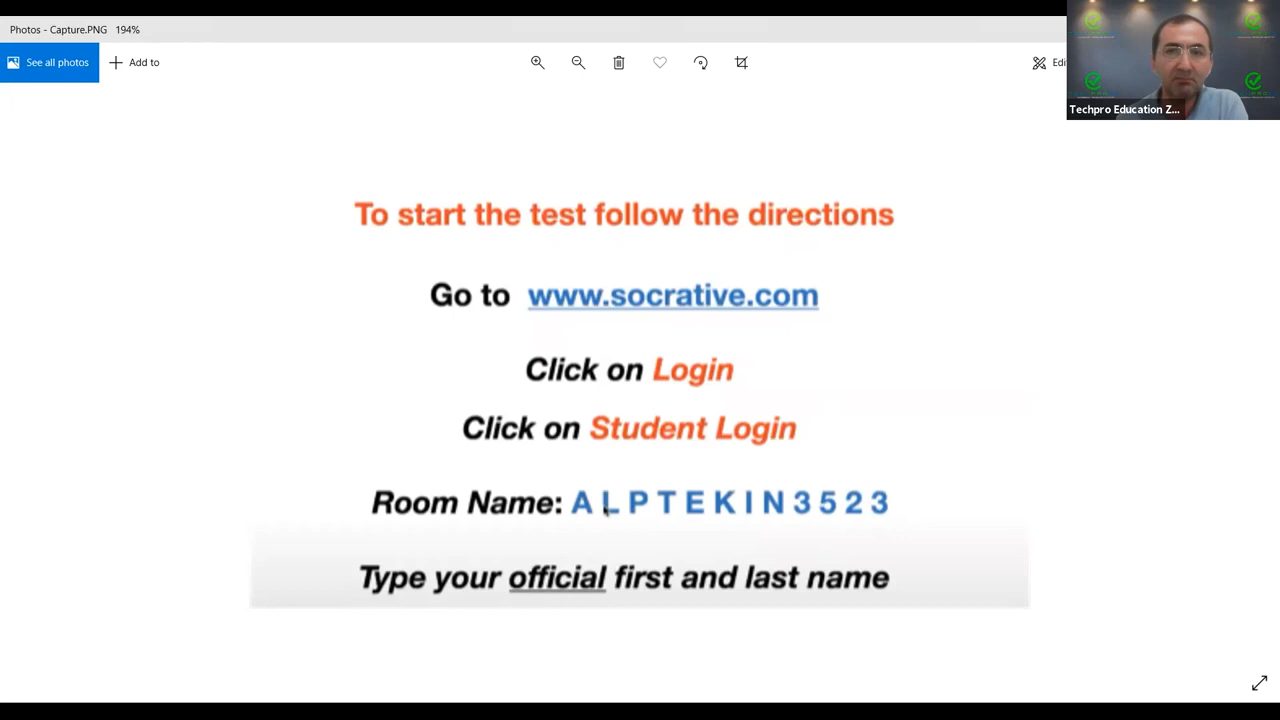 Photos - Capture.PNG 194%
See all photos
Add to
Techpro Education Z...
To start the test follow the directions
Go to www.socrative.com
Click on Login
Click on Student Login
Room Name: A L P T E K I N 3 5 2 3
Type your official first and last name